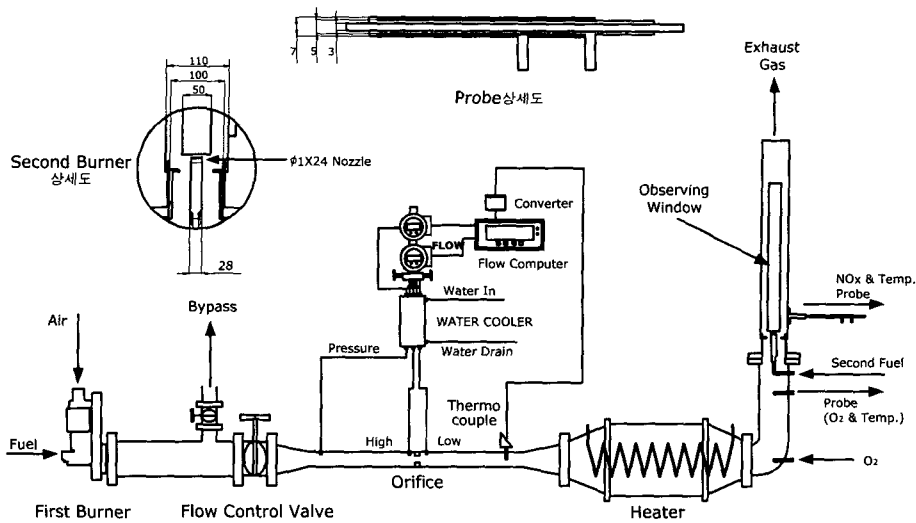 7 5 3
Probe상세도
110
100
50
Second Burner
상세도
φ1X24 Nozzle
28
Exhaust
Gas
Observing
Window
NOx & Temp.
Probe
Second Fuel
Probe
(O₂ & Temp.)
O₂
Converter
FLOW
Flow Computer
Water In
WATER COOLER
Water Drain
Pressure
Bypass
Air
Fuel
High
Low
Thermo
couple
Orifice
First Burner
Flow Control Valve
Heater